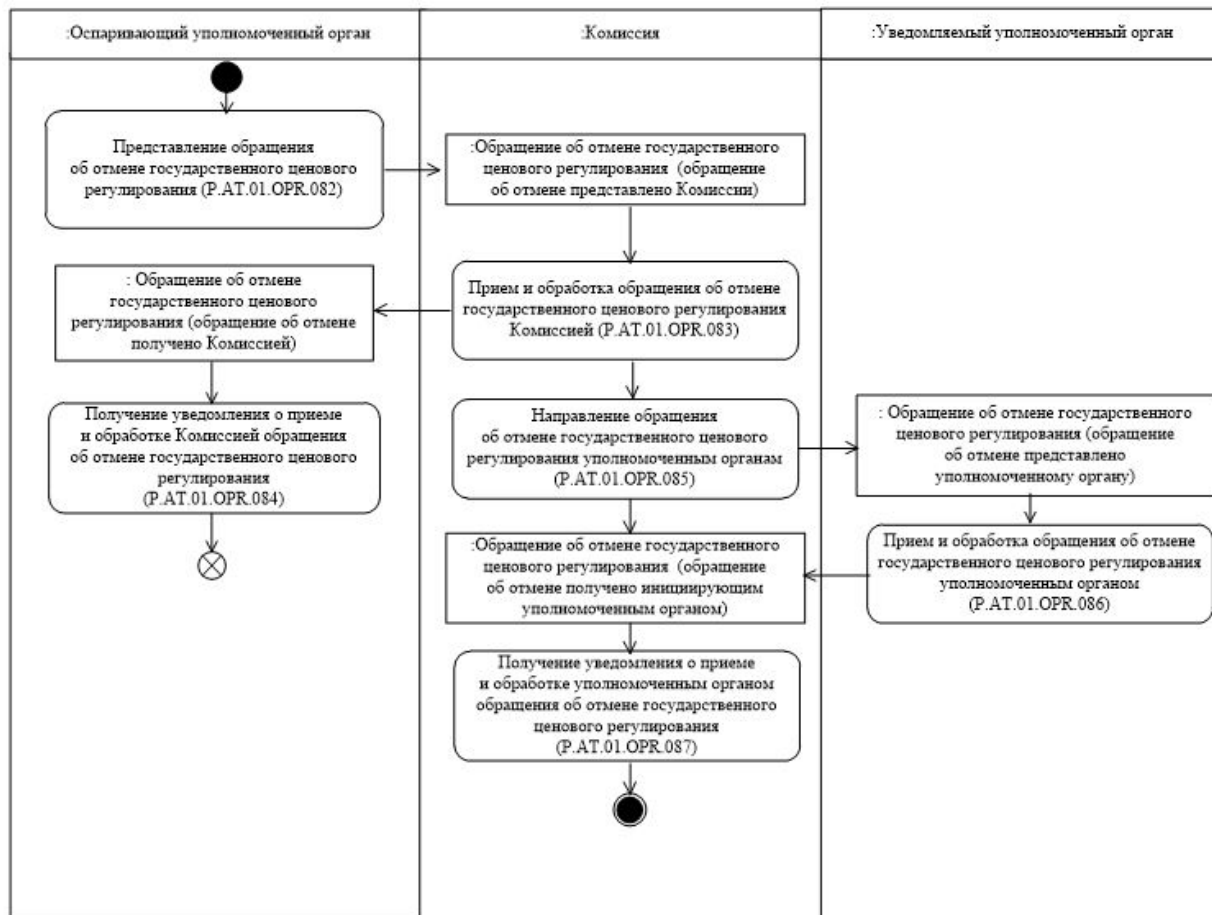 :Оспаривающий уполномоченный орган
:Комиссия
:Уведомляемый уполномоченный орган
Представление обращения
об отмене государственного ценового
регулирования (P.AT.01.OPR.082)
:Обращение об отмене государственного
ценового регулирования (обращение
об отмене представлено Комиссии)
: Обращение об отмене
государственного ценового
регулирования (обращение об отмене
получено Комиссией)
Прием и обработка обращения об отмене
государственного ценового регулирования
Комиссией (P.AT.01.OPR.083)
Получение уведомления о приеме
и обработке Комиссией обращения
об отмене государственного ценового
регулирования
(P.AT.01.OPR.084)
Направление обращения
об отмене государственного ценового
регулирования уполномоченным органам
(P.AT.01.OPR.085)
: Обращение об отмене государственного
ценового регулирования (обращение
об отмене представлено
уполномоченному органу)
:Обращение об отмене государственного
ценового регулирования (обращение
об отмене получено инициирующим
уполномоченным органом)
Прием и обработка обращения об отмене
государственного ценового регулирования
уполномоченным органом
(P.AT.01.OPR.086)
Получение уведомления о приеме
и обработке уполномоченным органом
обращения об отмене государственного
ценового регулирования
(P.AT.01.OPR.087)